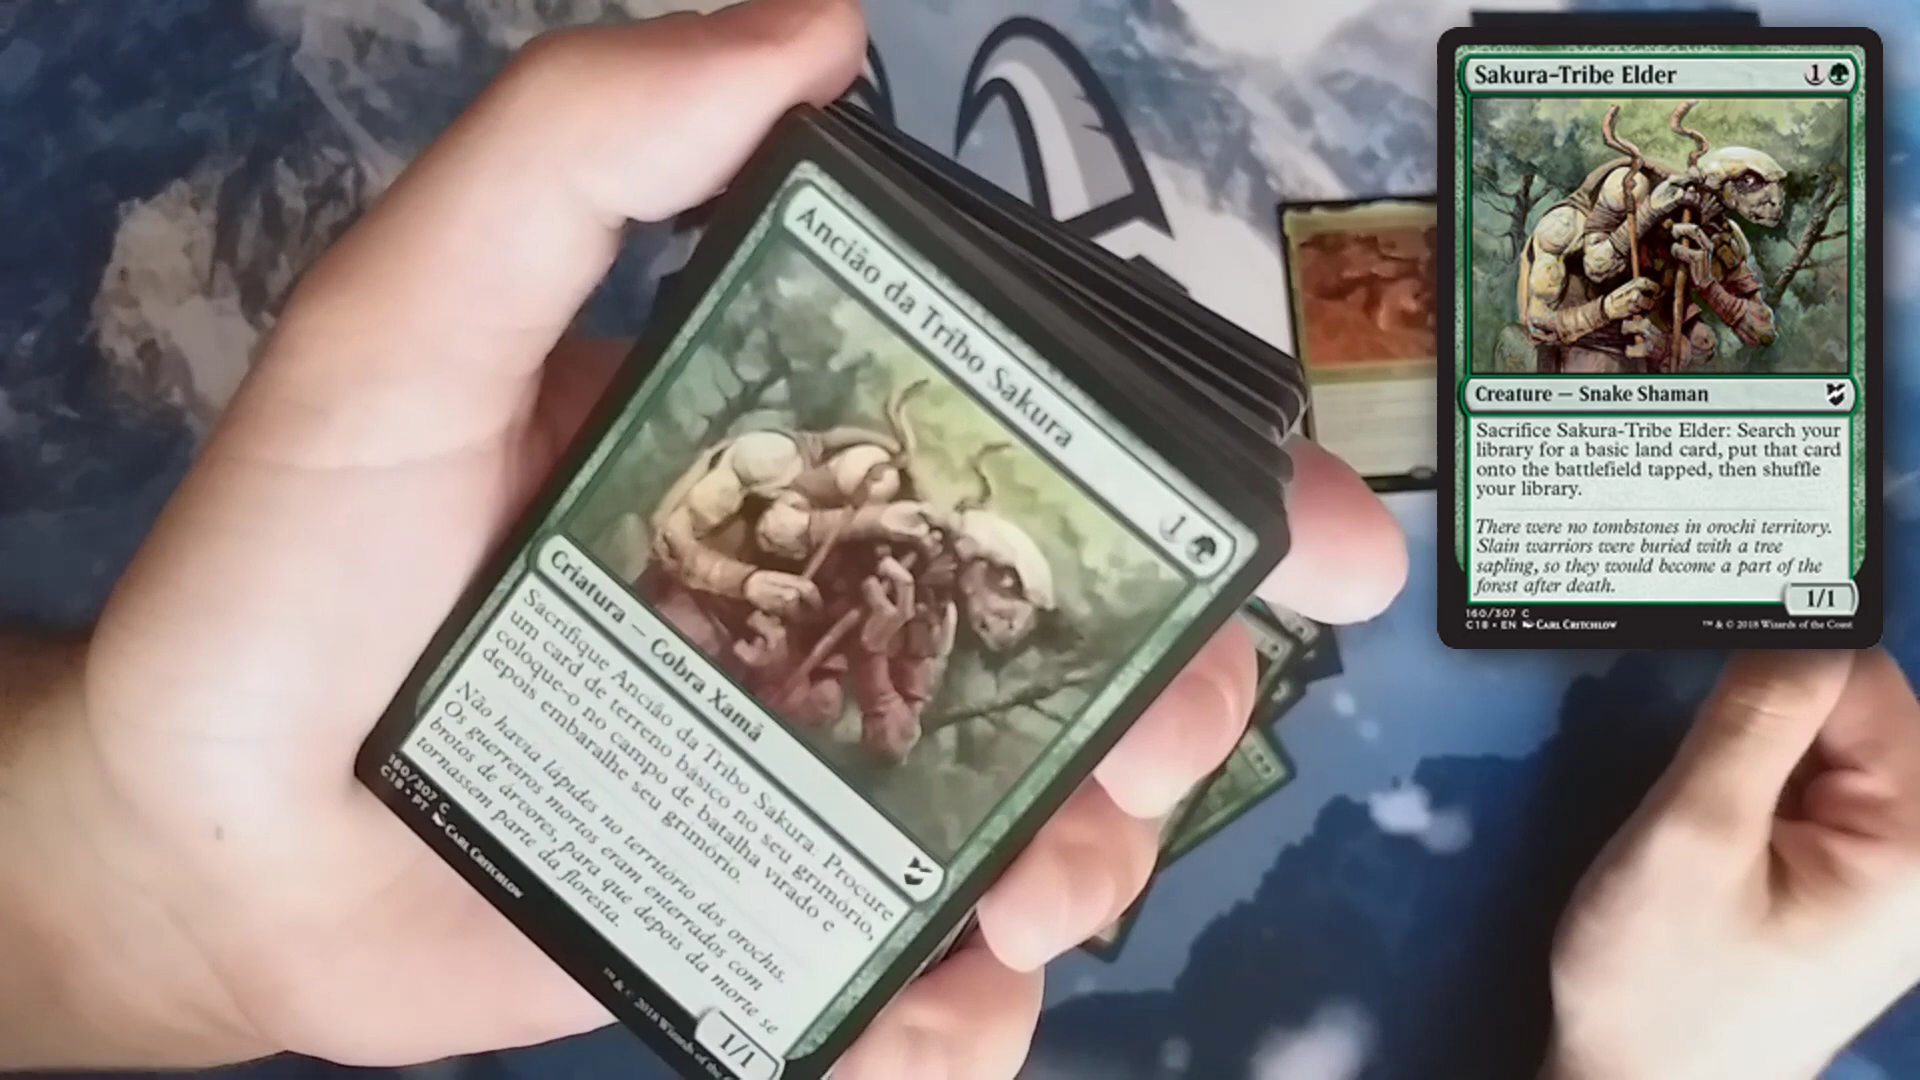 Ancião da Tribo Sakura
1
Criatura — Cobra Xamã
Sacrifique Ancião da Tribo Sakura: Procure
um card de terreno básico no seu grimório,
coloque-o no campo de batalha virado e
depois embaralhe seu grimório.
Não havia lápides no território dos orochis.
Os guerreiros mortos eram enterrados com
brotos de árvores, para que depois da morte se
tornassem parte da floresta.
1/1
160/307 C
C18 • PT Carl Critchlow
™ & © 2018 Wizards of the
Sakura-Tribe Elder
1
Creature — Snake Shaman
Sacrifice Sakura-Tribe Elder: Search your
library for a basic land card, put that card
onto the battlefield tapped, then shuffle
your library.
There were no tombstones in orochi territory.
Slain warriors were buried with a tree
sapling, so they would become a part of the
forest after death.
1/1
160/307 C
C18 • EN Carl Critchlow
™ & © 2018 Wizards of the Coast